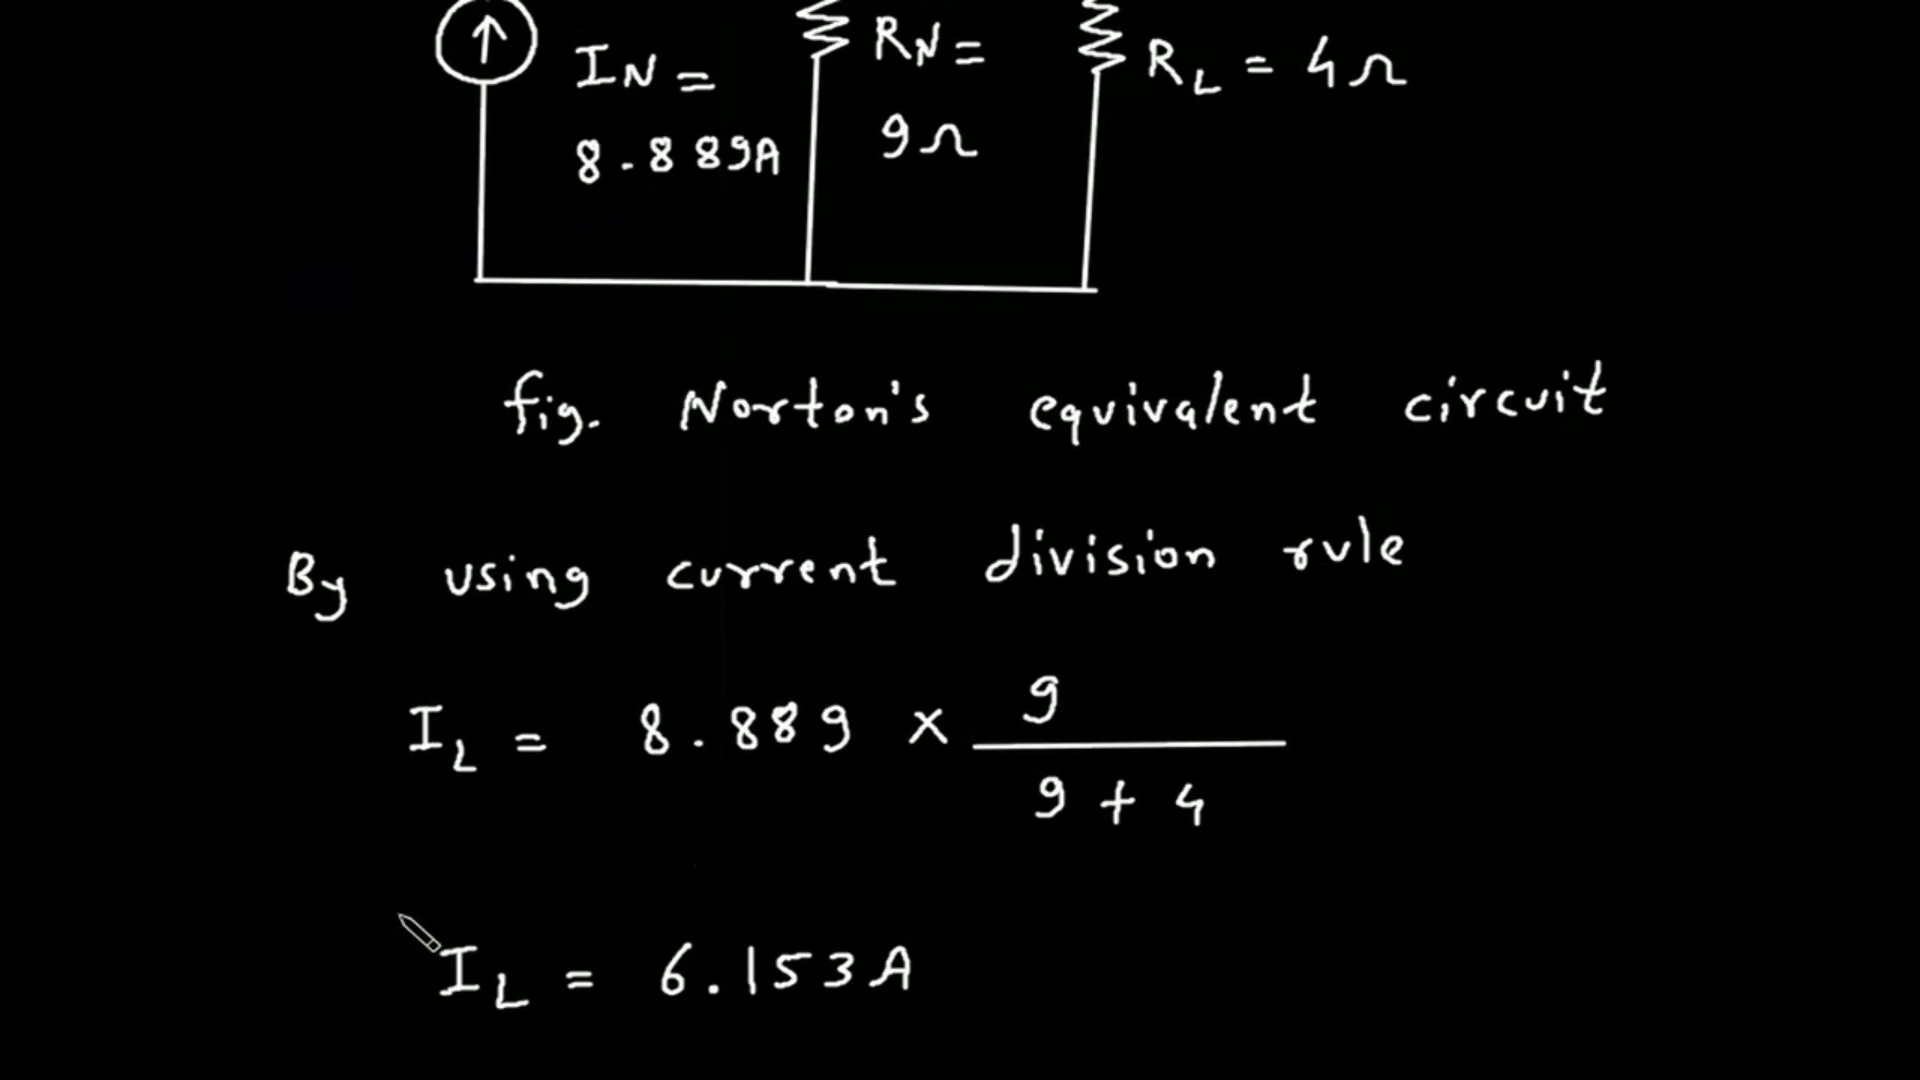 IN = RN = RL = 4Ω
8.889A 9Ω
fig. Norton's equivalent circuit
By using current division rule
IL = 8.889 × 9
9 + 4
IL = 6.153A